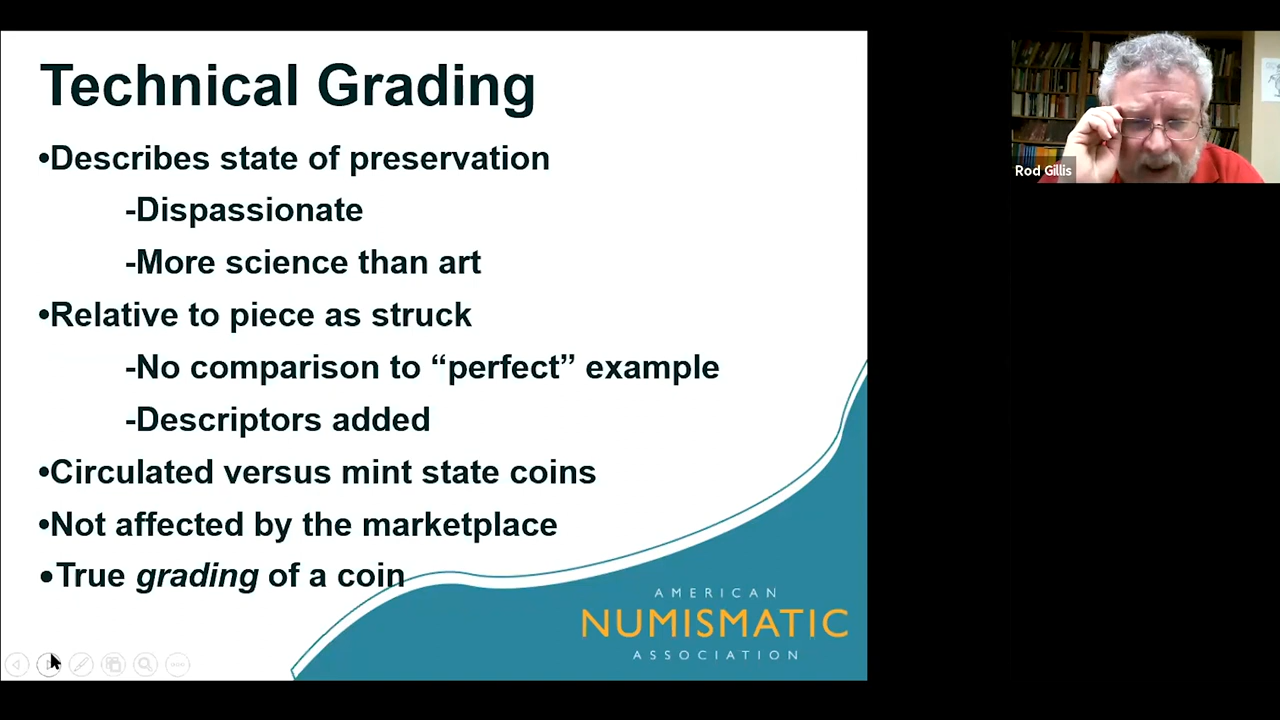 Technical Grading
•Describes state of preservation
-Dispassionate
-More science than art
•Relative to piece as struck
-No comparison to “perfect” example
-Descriptors added
•Circulated versus mint state coins
•Not affected by the marketplace
•True grading of a coin
AMERICAN
NUMISMATIC
ASSOCIATION
Rod Gillis